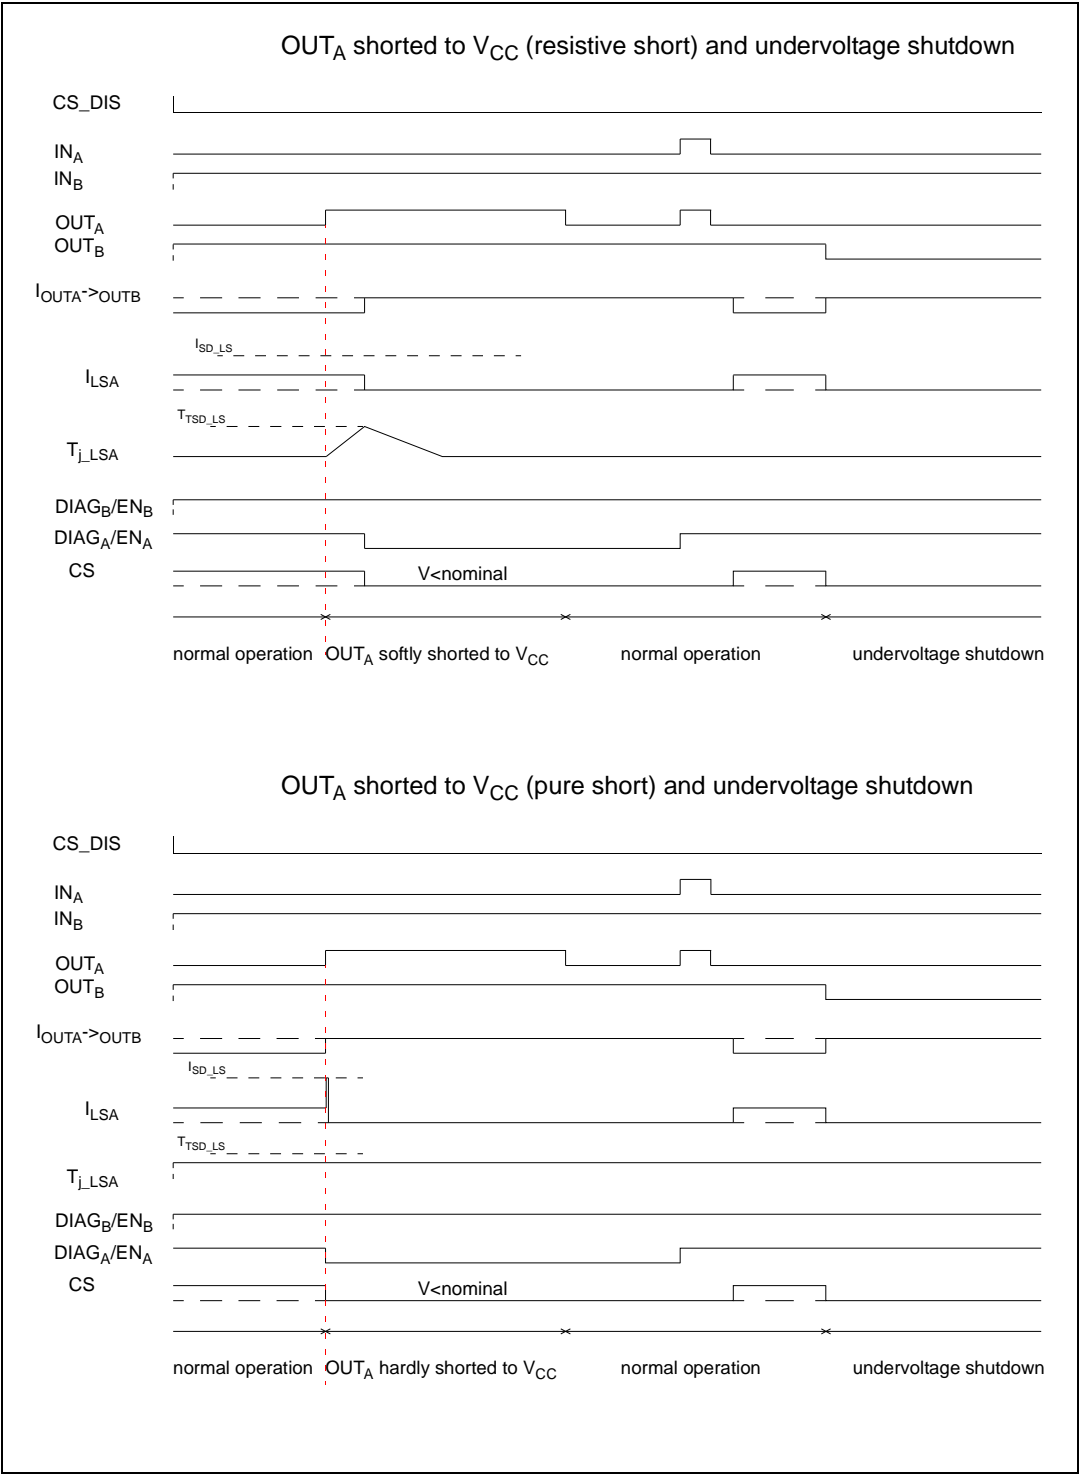 OUTA shorted to VCC (resistive short) and undervoltage shutdown
CS_DIS
INA
INB
OUTA
OUTB
IOUTA->OUTB
ISD_LS
ILSA
TTSD_LS
Tj_LSA
DIAGB/ENB
DIAGA/ENA
CS
V<nominal
normal operation OUTA softly shorted to VCC normal operation undervoltage shutdown
OUTA shorted to VCC (pure short) and undervoltage shutdown
CS_DIS
INA
INB
OUTA
OUTB
IOUTA->OUTB
ISD_LS
ILSA
TTSD_LS
Tj_LSA
DIAGB/ENB
DIAGA/ENA
CS
V<nominal
normal operation OUTA hardly shorted to VCC normal operation undervoltage shutdown